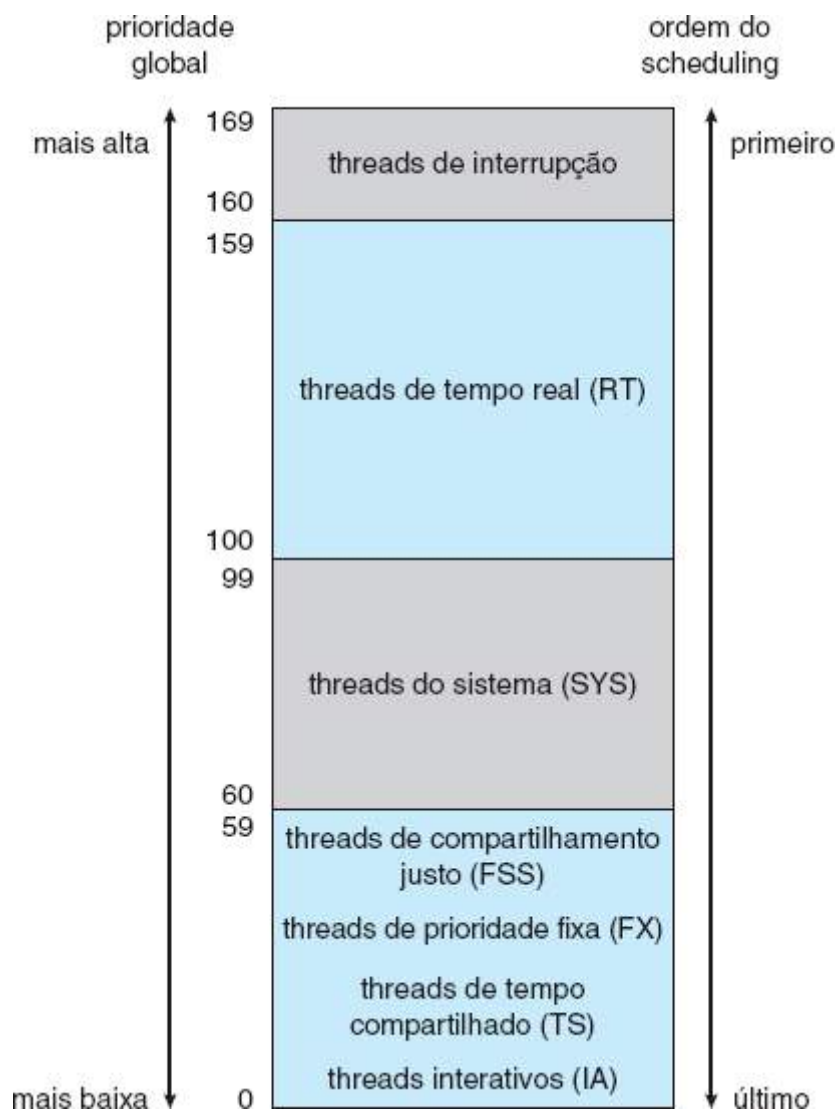 prioridade
global
ordem do
scheduling
mais alta
169
primeiro
threads de interrupção
160
159
threads de tempo real (RT)
100
99
threads do sistema (SYS)
60
59
threads de compartilhamento
justo (FSS)
threads de prioridade fixa (FX)
threads de tempo
compartilhado (TS)
threads interativos (IA)
mais baixa
0
último